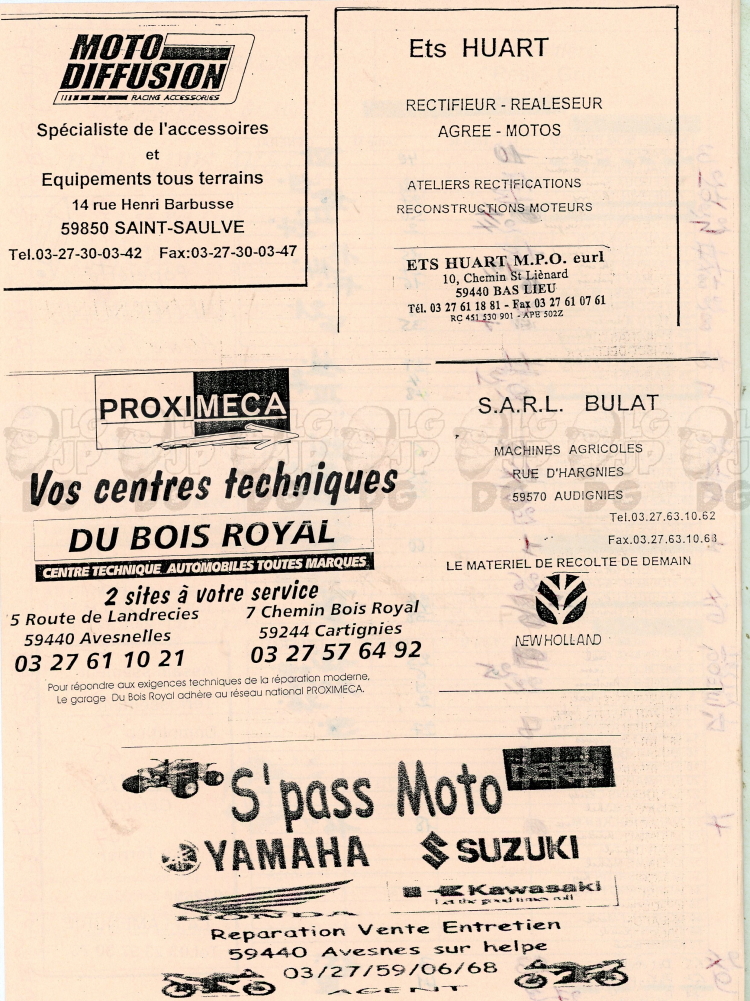 MOTO
DIFFUSION
RACING ACCESSORIES
Spécialiste de l'accessoires
et
Equipements tous terrains
14 rue Henri Barbusse
59850 SAINT-SAULVE
Tel.03-27-30-03-42 Fax:03-27-30-03-47
Ets HUART
RECTIFIEUR - REALESEUR
AGREE - MOTOS
ATELIERS RECTIFICATIONS
RECONSTRUCTIONS MOTEURS
ETS HUART M.P.O. eurl
10, Chemin St Liènard
59440 BAS LIEU
Tél. 03 27 61 18 81 - Fax 03 27 61 07 61
RC 451 530 901 - APE 502Z
PROXIMECA
Vos centres techniques
DU BOIS ROYAL
CENTRE TECHNIQUE AUTOMOBILES TOUTES MARQUES
2 sites à votre service
5 Route de Landrecies
59440 Avesnelles
03 27 61 10 21
7 Chemin Bois Royal
59244 Cartignies
03 27 57 64 92
Pour répondre aux exigences techniques de la réparation moderne,
Le garage Du Bois Royal adhère au réseau national PROXIMECA.
S.A.R.L. BULAT
MACHINES AGRICOLES
RUE D'HARGNIES
59570 AUDIGNIES
Tel.03.27.63.10.62
Fax.03.27.63.10.63
LE MATERIEL DE RECOLTE DE DEMAIN
NEW HOLLAND
S'pass Moto
DERBI
YAMAHA
SUZUKI
HONDA
Kawasaki
Let the good times roll
Reparation Vente Entretien
59440 Avesnes sur helpe
03/27/59/06/68
AGENT